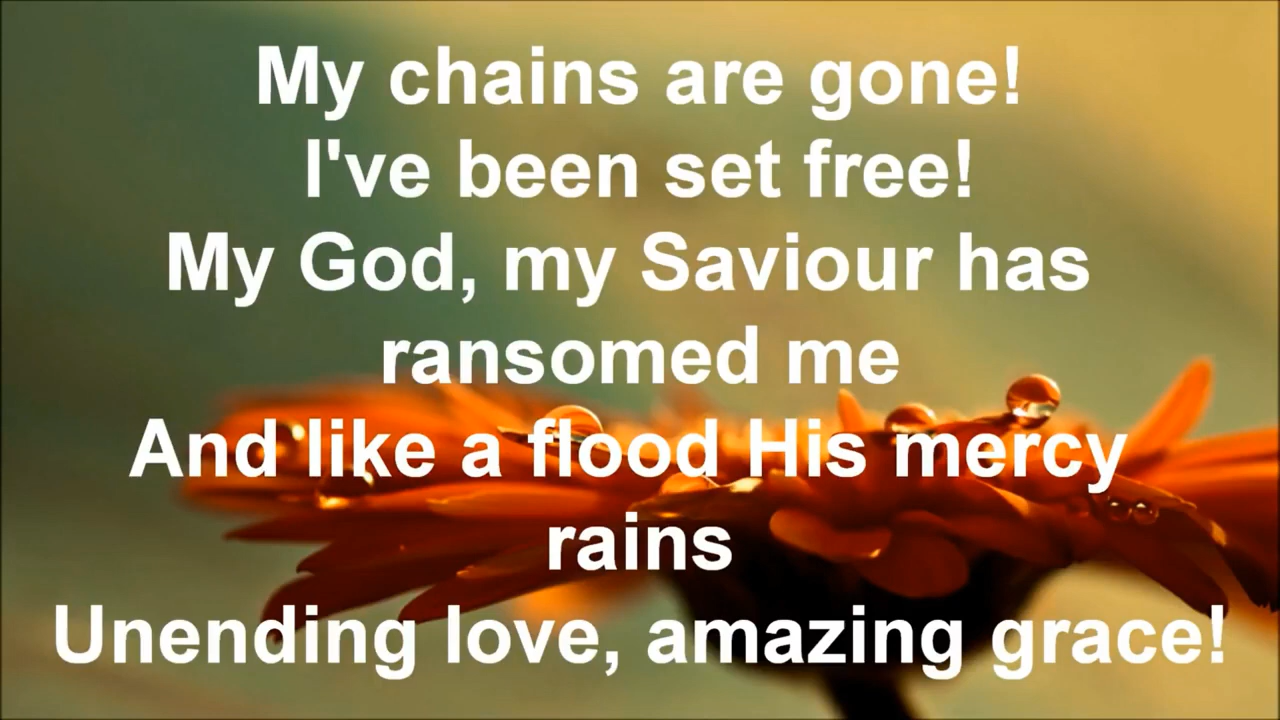 My chains are gone!
I've been set free!
My God, my Saviour has
ransomed me
And like a flood His mercy
rains
Unending love, amazing grace!